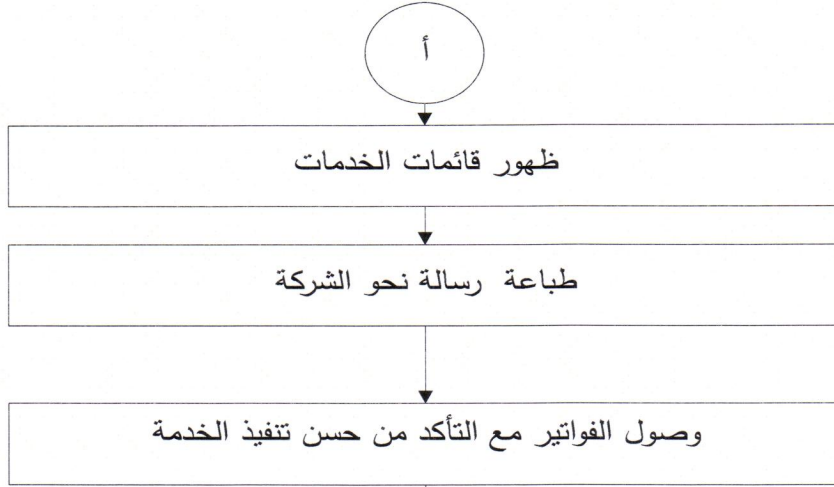 أ
ظهور قائمات الخدمات
طباعة رسالة نحو الشركة
وصول الفواتير مع التأكد من حسن تنفيذ الخدمة